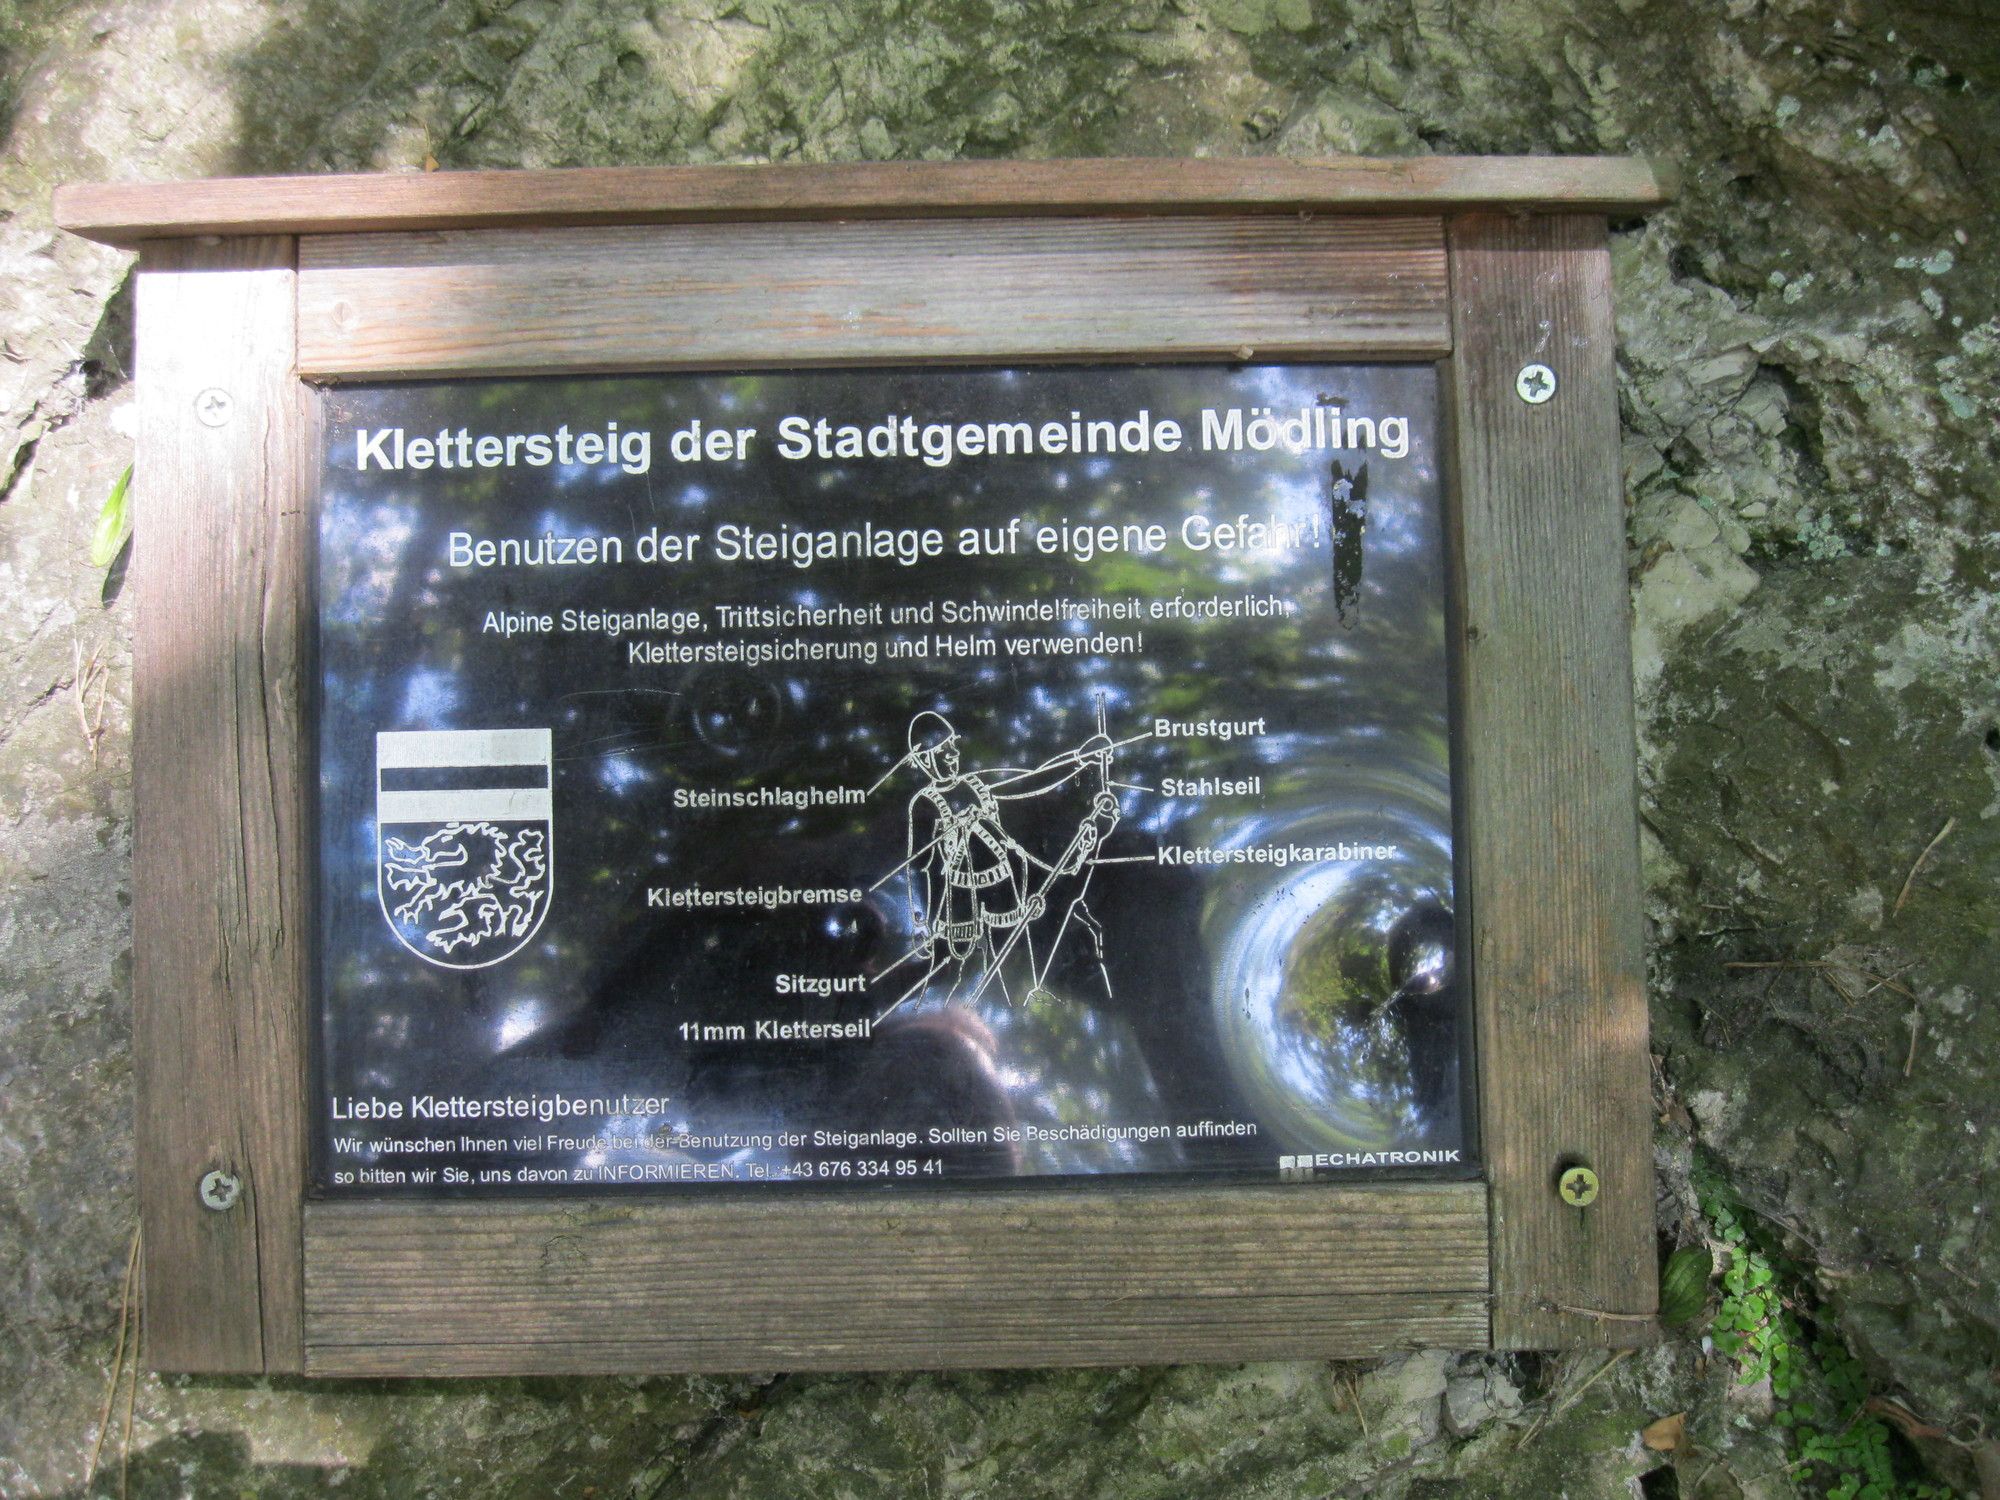 Klettersteig der Stadtgemeinde Mödling
Benutzen der Steiganlage auf eigene Gefahr!
Alpine Steiganlage, Trittsicherheit und Schwindelfreiheit erforderlich,
Klettersteigsicherung und Helm verwenden!
Brustgurt
Stahlseil
Steinschlaghelm
Klettersteigkarabiner
Klettersteigbremse
Sitzgurt
11mm Kletterseil
Liebe Klettersteigbenutzer
Wir wünschen Ihnen viel Freude bei der Benutzung der Steiganlage. Sollten Sie Beschädigungen auffinden
so bitten wir Sie, uns davon zu INFORMIEREN. Tel.:+43 676 334 95 41
ECHATRONIK